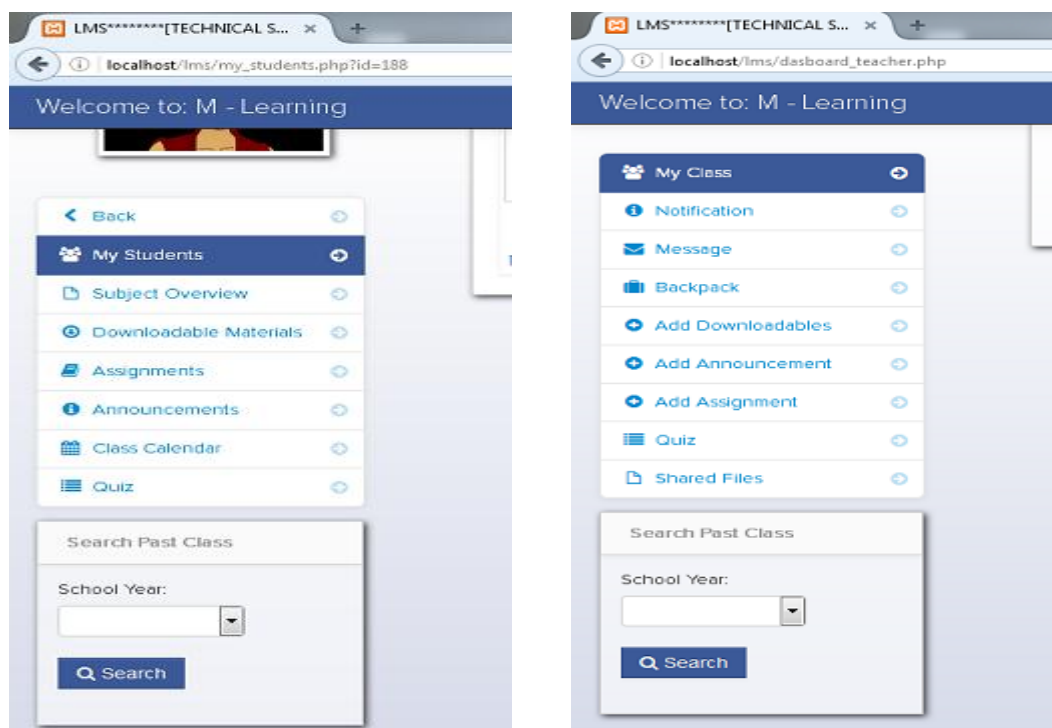 LMS********[TECHNICAL S...
localhost/lms/my_students.php?id=188
Welcome to: M - Learning
Back
My Students
Subject Overview
Downloadable Materials
Assignments
Announcements
Class Calendar
Quiz
Search Past Class
School Year:
Search
LMS********[TECHNICAL S...
localhost/lms/dasboard_teacher.php
Welcome to: M - Learning
My Class
Notification
Message
Backpack
Add Downloadables
Add Announcement
Add Assignment
Quiz
Shared Files
Search Past Class
School Year:
Search